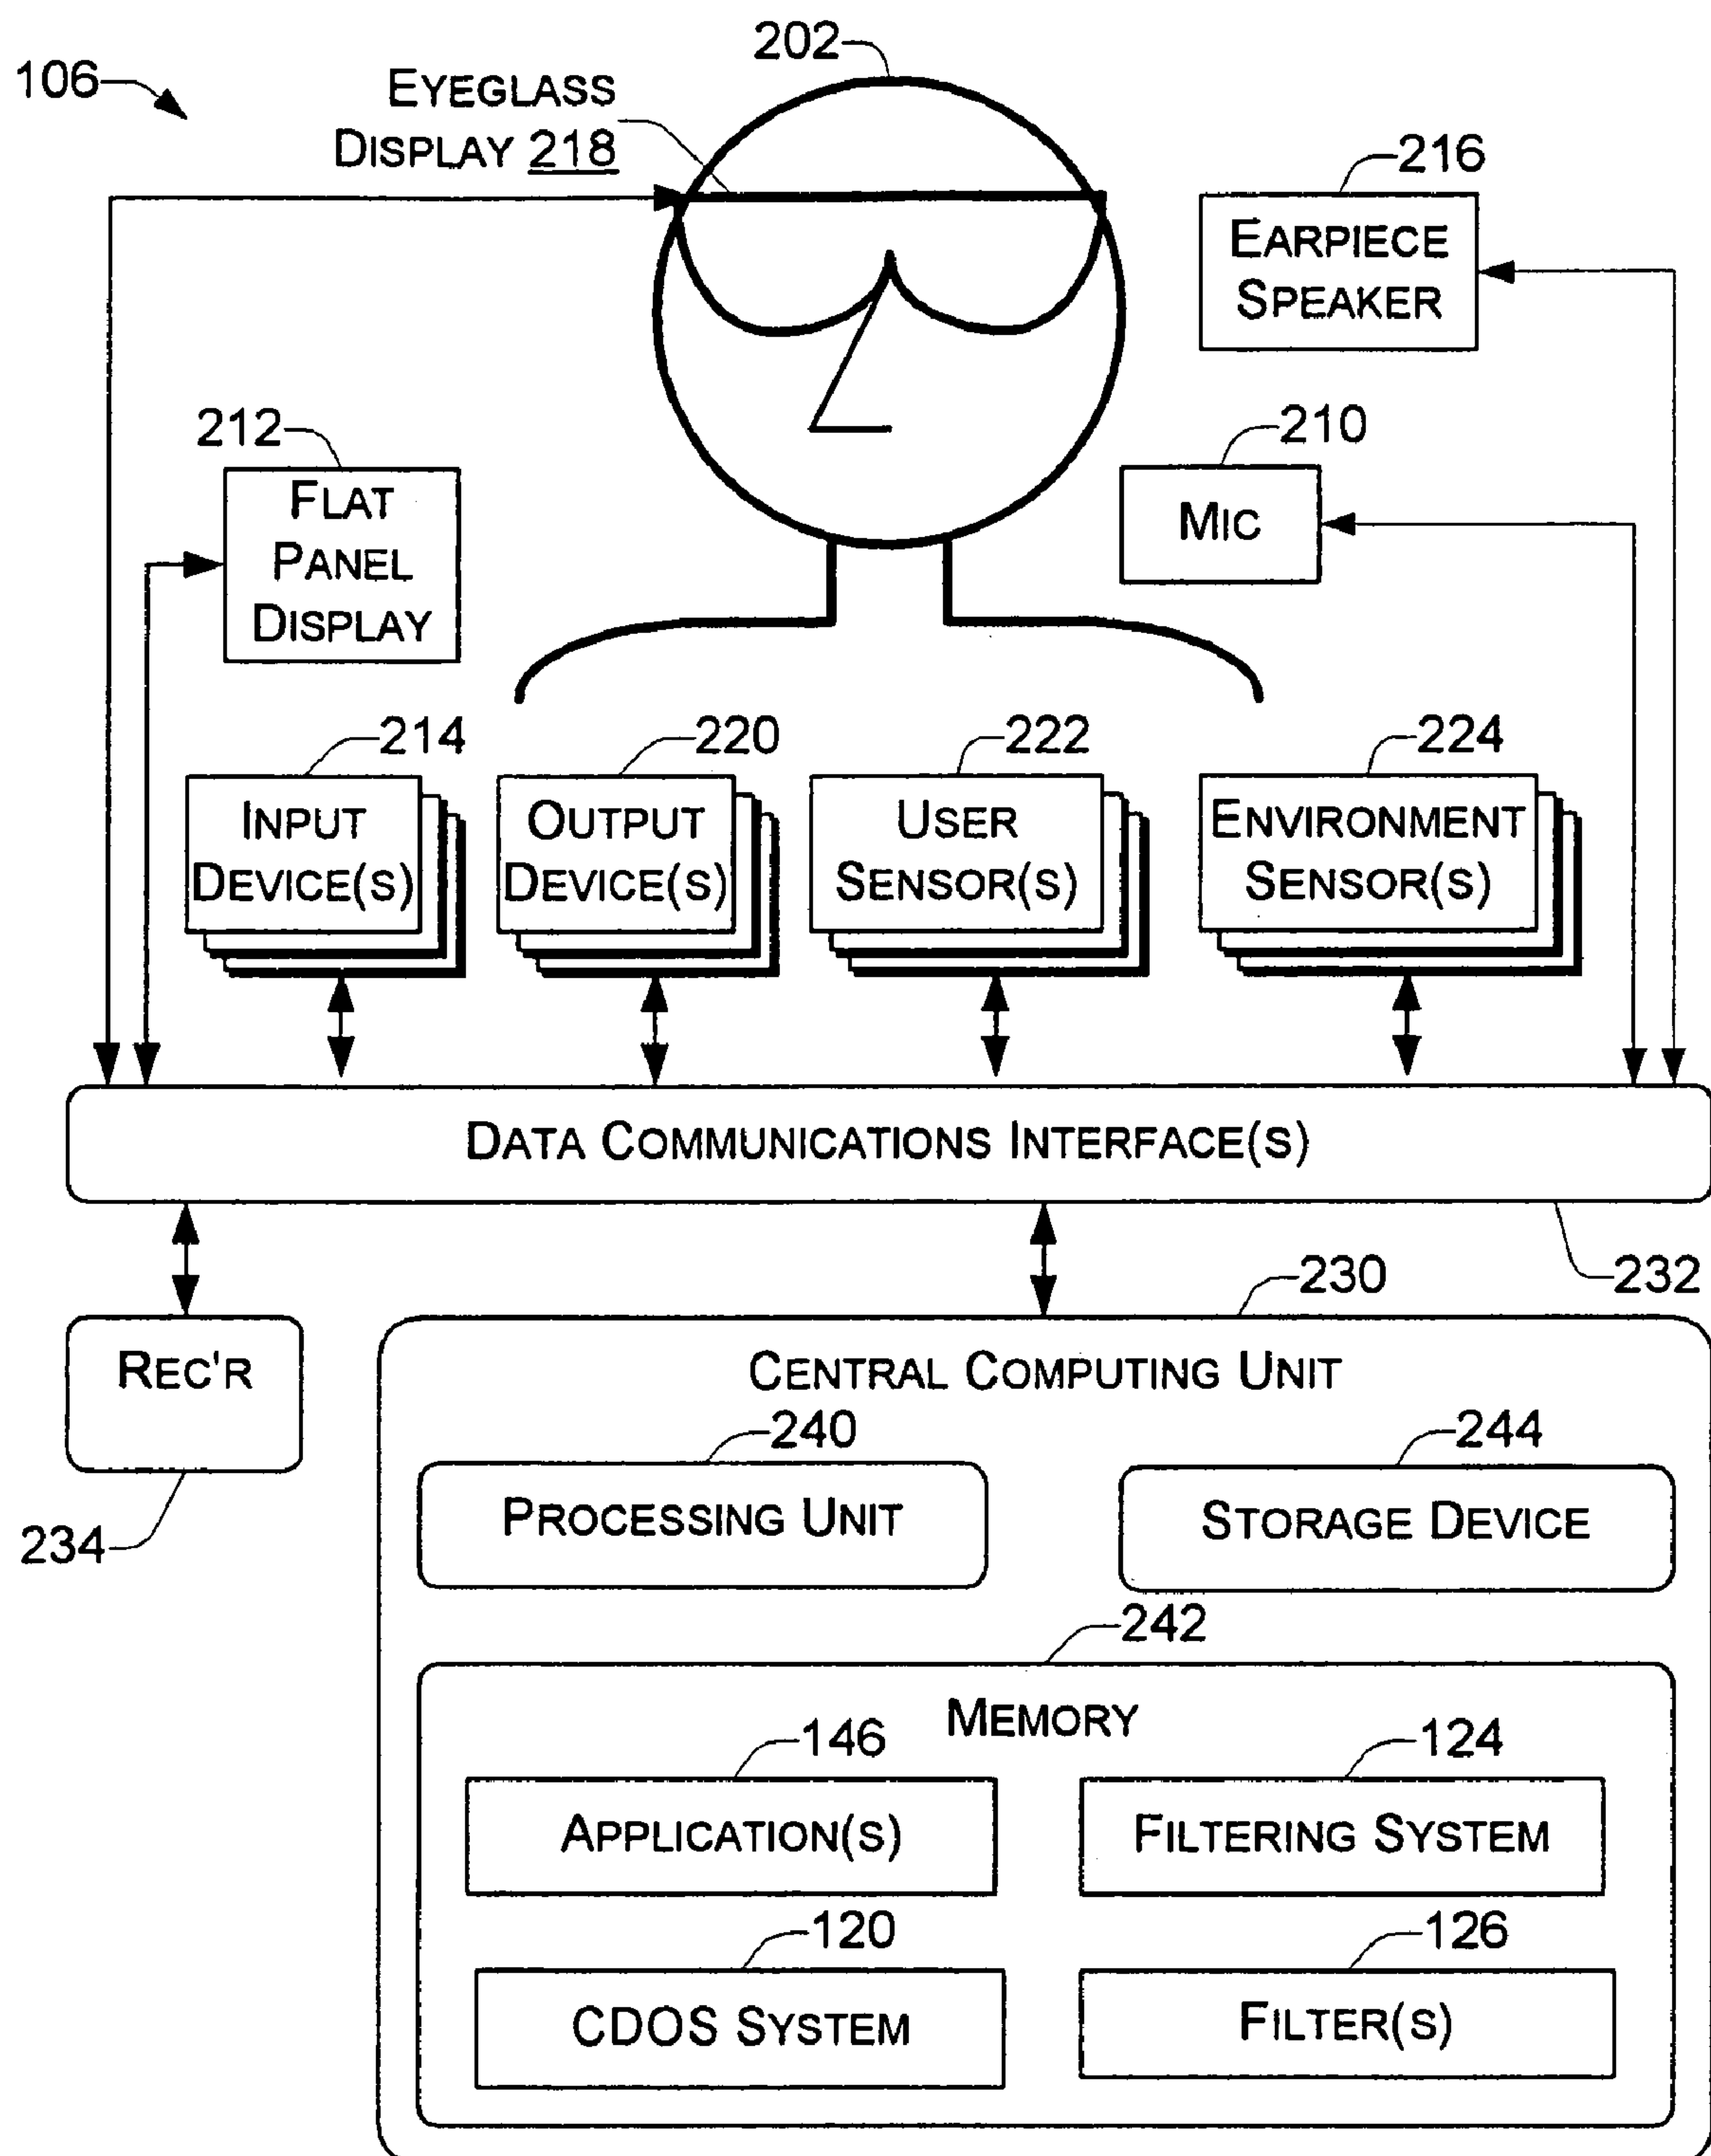 202
106
EYEGLASS
DISPLAY 218
216
EARPIECE
SPEAKER
212
FLAT
PANEL
DISPLAY
210
MIC
214
INPUT
DEVICE(S)
220
OUTPUT
DEVICE(S)
222
USER
SENSOR(S)
224
ENVIRONMENT
SENSOR(S)
DATA COMMUNICATIONS INTERFACE(S)
232
REC'R
234
230
CENTRAL COMPUTING UNIT
240
PROCESSING UNIT
244
STORAGE DEVICE
242
MEMORY
146
APPLICATION(S)
124
FILTERING SYSTEM
120
CDOS SYSTEM
126
FILTER(S)